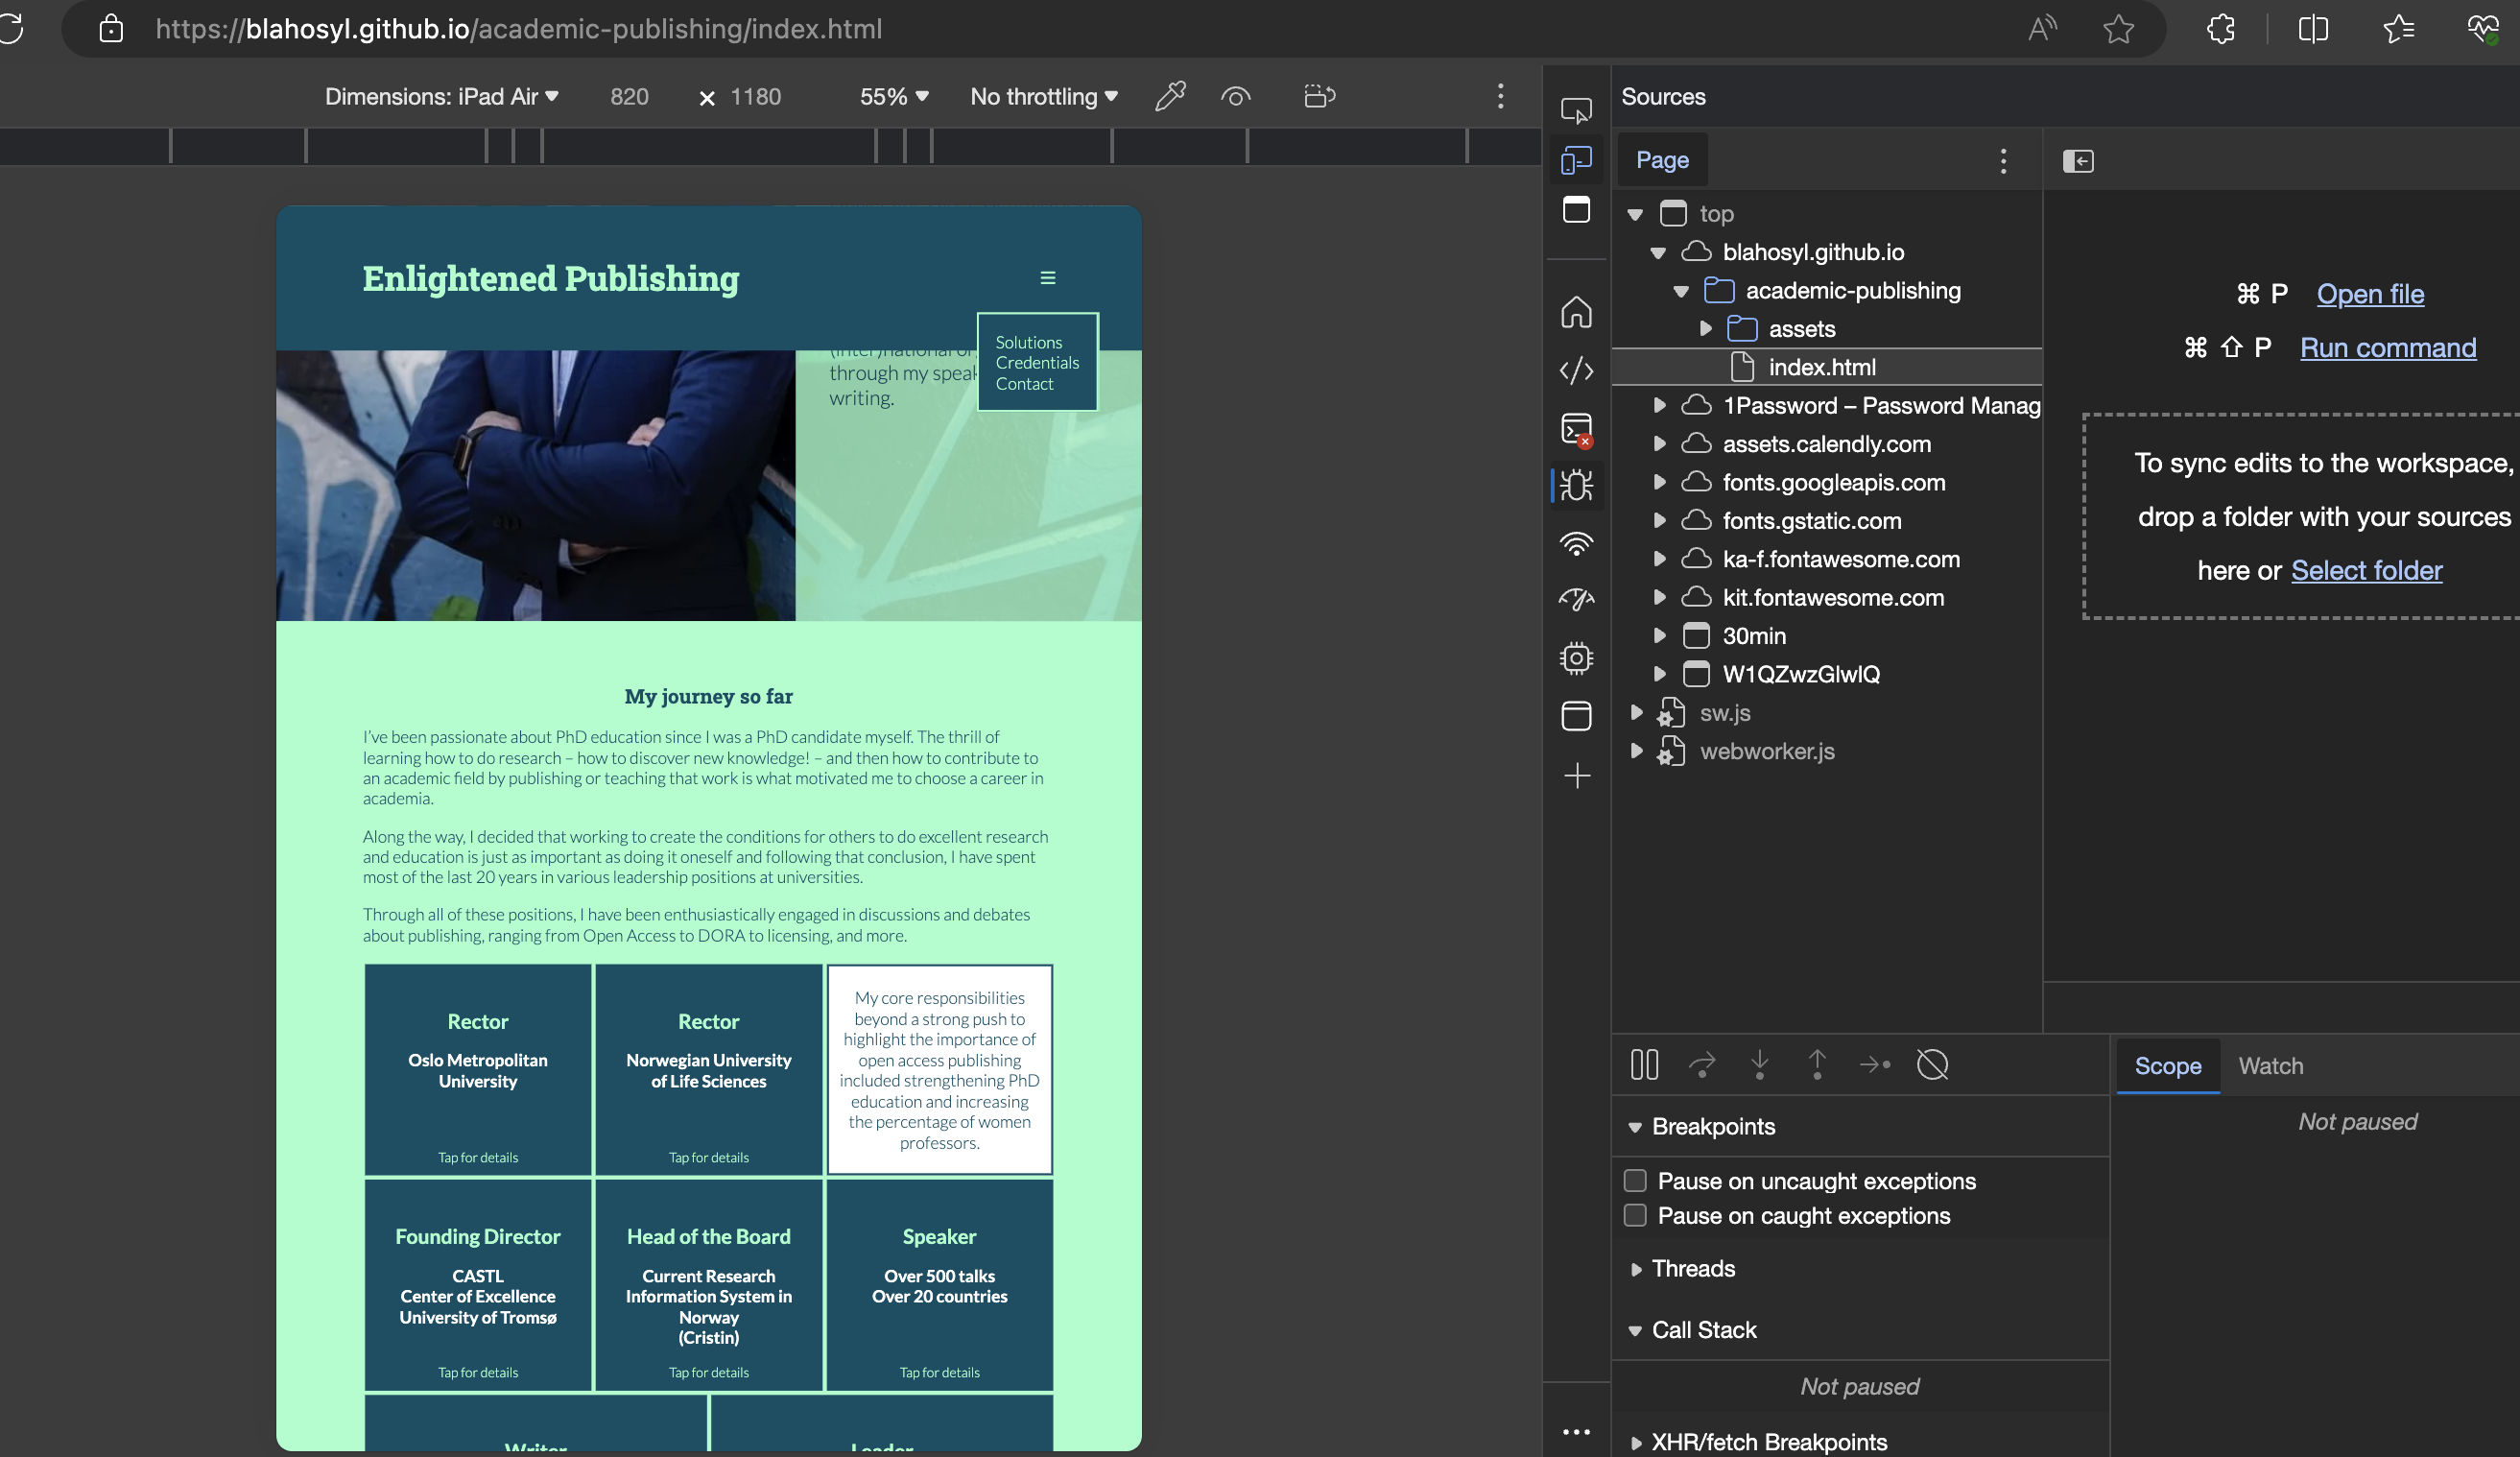 https://blahosyl.github.io/academic-publishing/index.html
Dimensions: iPad Air 820 × 1180 55% No throttling
Enlightened Publishing
Solutions
Credentials
Contact
(inter)national or
through my speak
writing.
My journey so far
I've been passionate about PhD education since I was a PhD candidate myself. The thrill of
learning how to do research – how to discover new knowledge! – and then how to contribute to
an academic field by publishing or teaching that work is what motivated me to choose a career in
academia.
Along the way, I decided that working to create the conditions for others to do excellent research
and education is just as important as doing it oneself and following that conclusion, I have spent
most of the last 20 years in various leadership positions at universities.
Through all of these positions, I have been enthusiastically engaged in discussions and debates
about publishing, ranging from Open Access to DORA to licensing, and more.
Rector
Oslo Metropolitan
University
Tap for details
Rector
Norwegian University
of Life Sciences
Tap for details
My core responsibilities
beyond a strong push to
highlight the importance of
open access publishing
included strengthening PhD
education and increasing
the percentage of women
professors.
Founding Director
CASTL
Center of Excellence
University of Tromsø
Tap for details
Head of the Board
Current Research
Information System in
Norway
(Cristin)
Tap for details
Speaker
Over 500 talks
Over 20 countries
Tap for details
Writer
Leader
Sources
Page
top
blahosyl.github.io
academic-publishing
assets
index.html
1Password – Password Manag
assets.calendly.com
fonts.googleapis.com
fonts.gstatic.com
ka-f.fontawesome.com
kit.fontawesome.com
30min
W1QZwzGlwlQ
sw.js
webworker.js
⌘ P Open file
⌘ ⇧ P Run command
To sync edits to the workspace,
drop a folder with your sources
here or Select folder
Breakpoints
Pause on uncaught exceptions
Pause on caught exceptions
Threads
Call Stack
Not paused
XHR/fetch Breakpoints
Scope Watch
Not paused